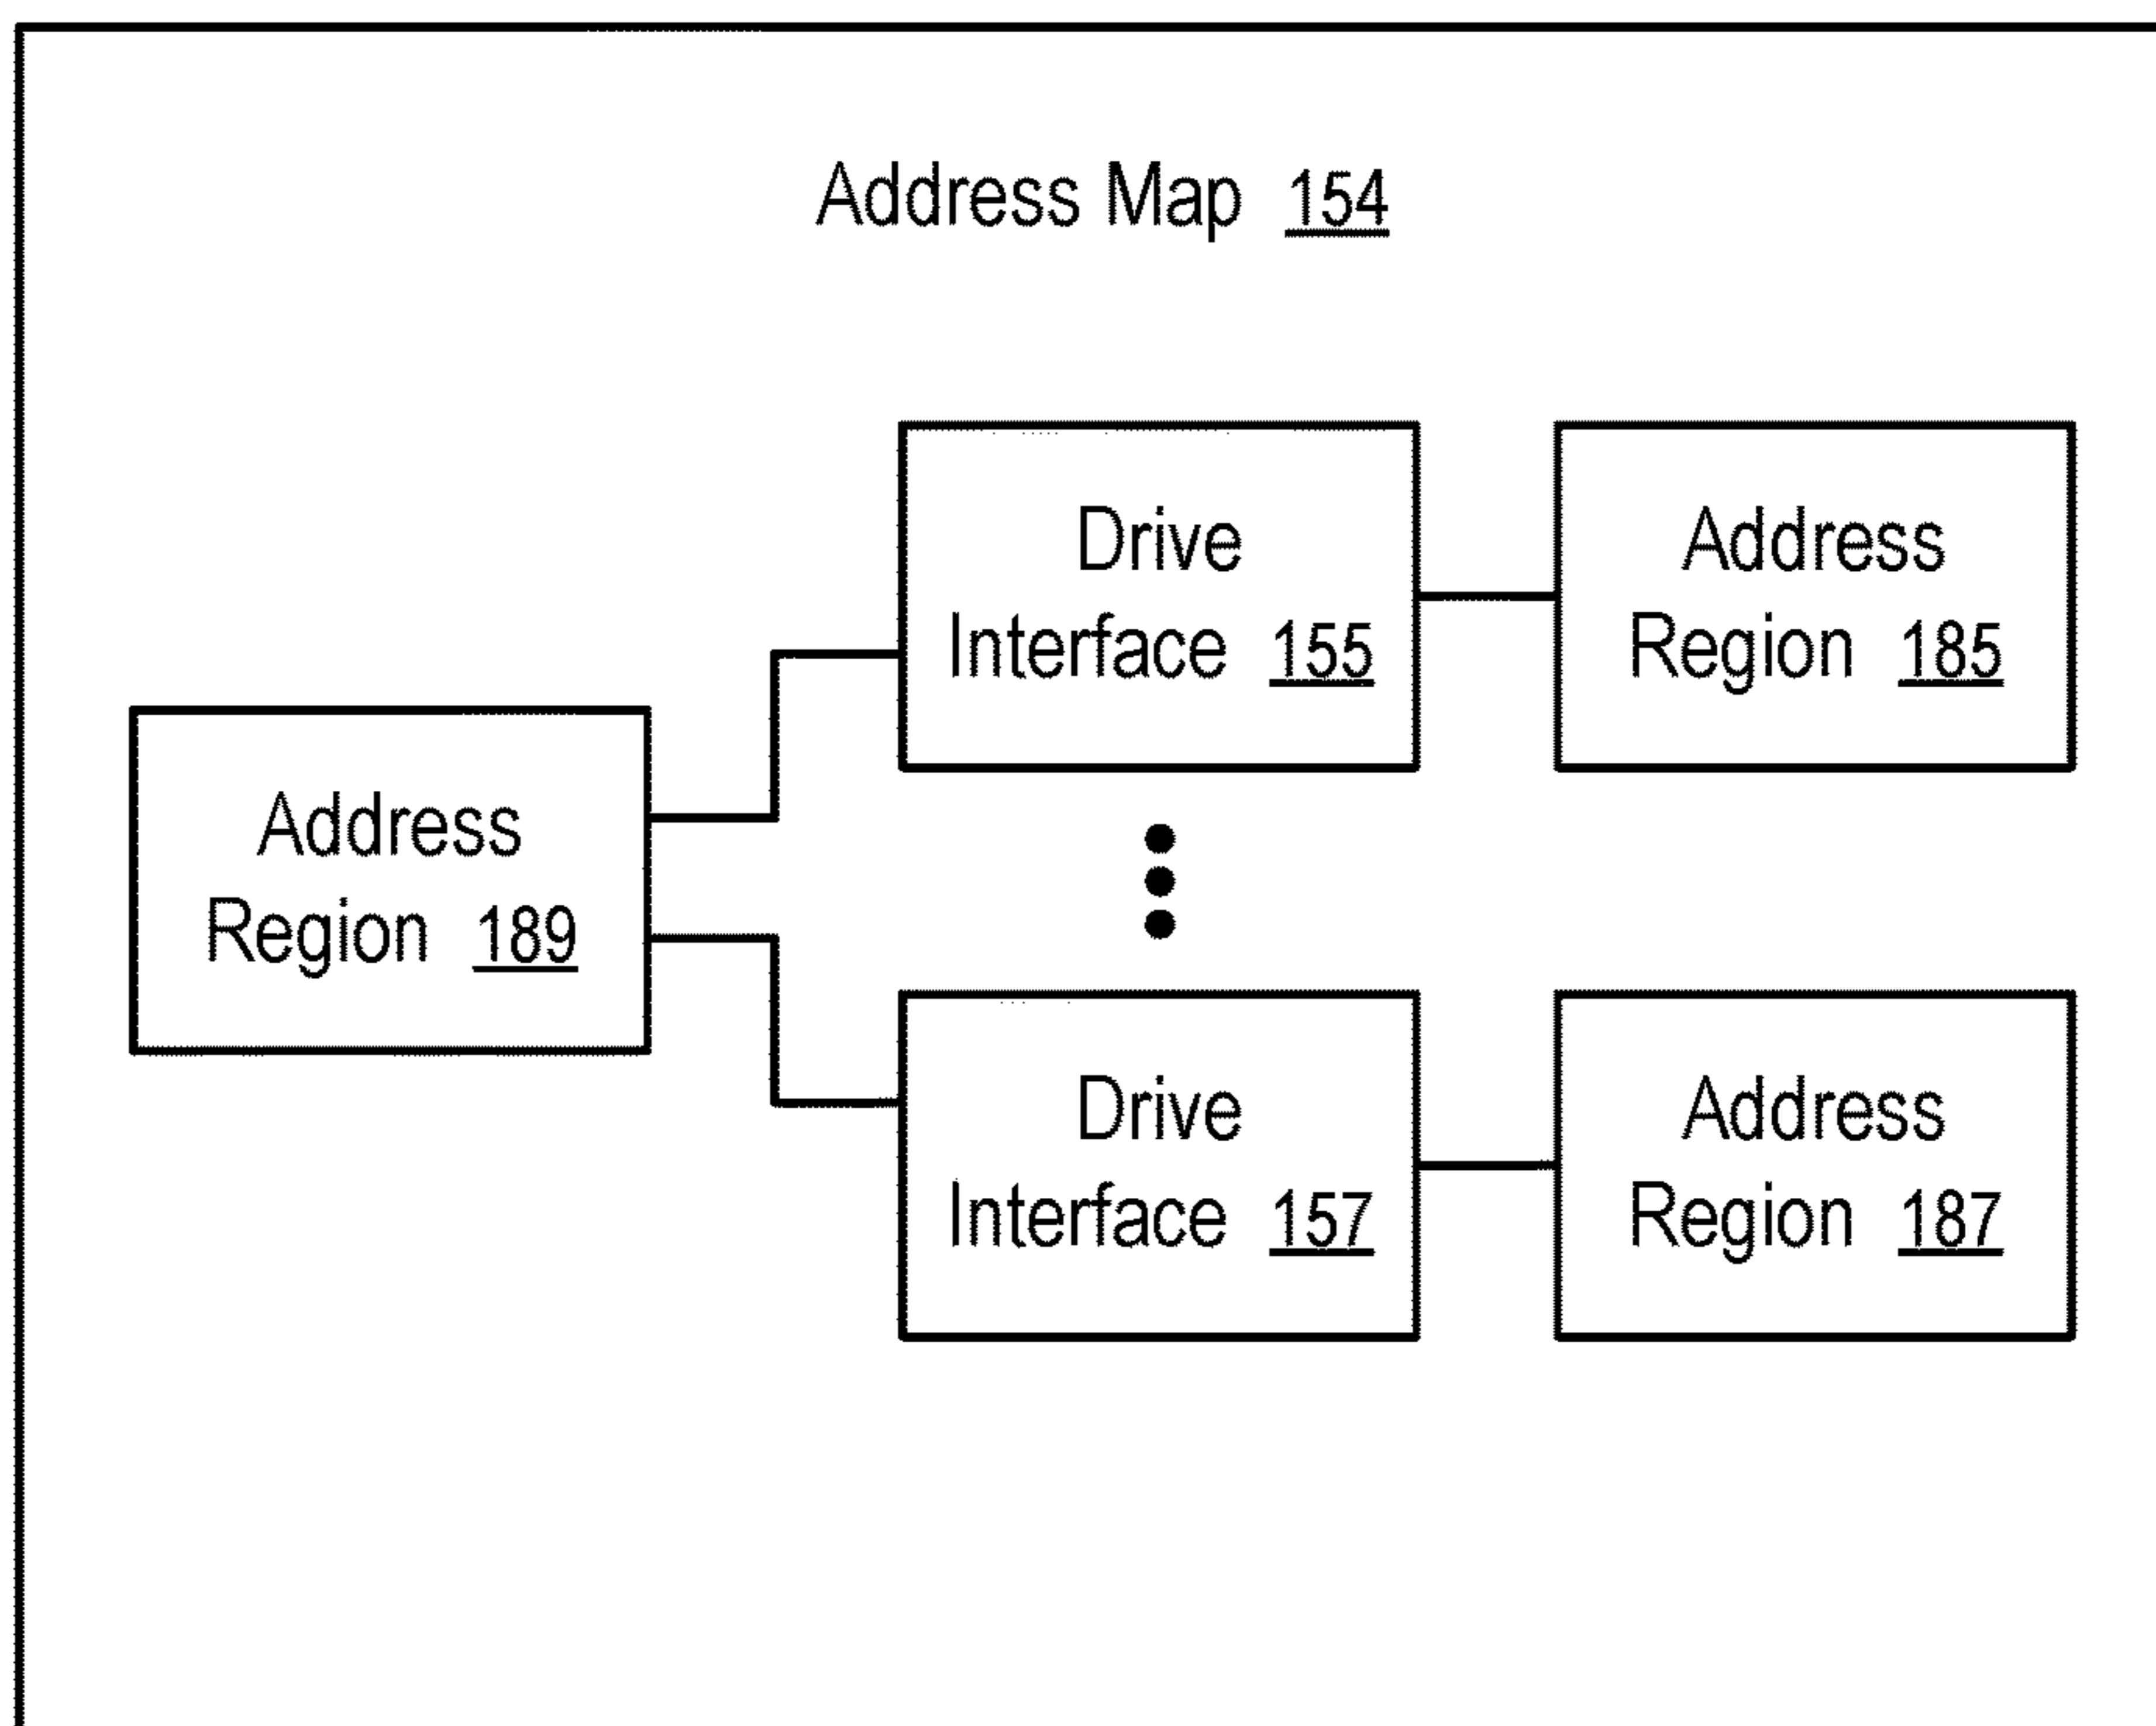 Address Map 154
Drive
Interface 155
Address
Region 185
Address
Region 189
Drive
Interface 157
Address
Region 187